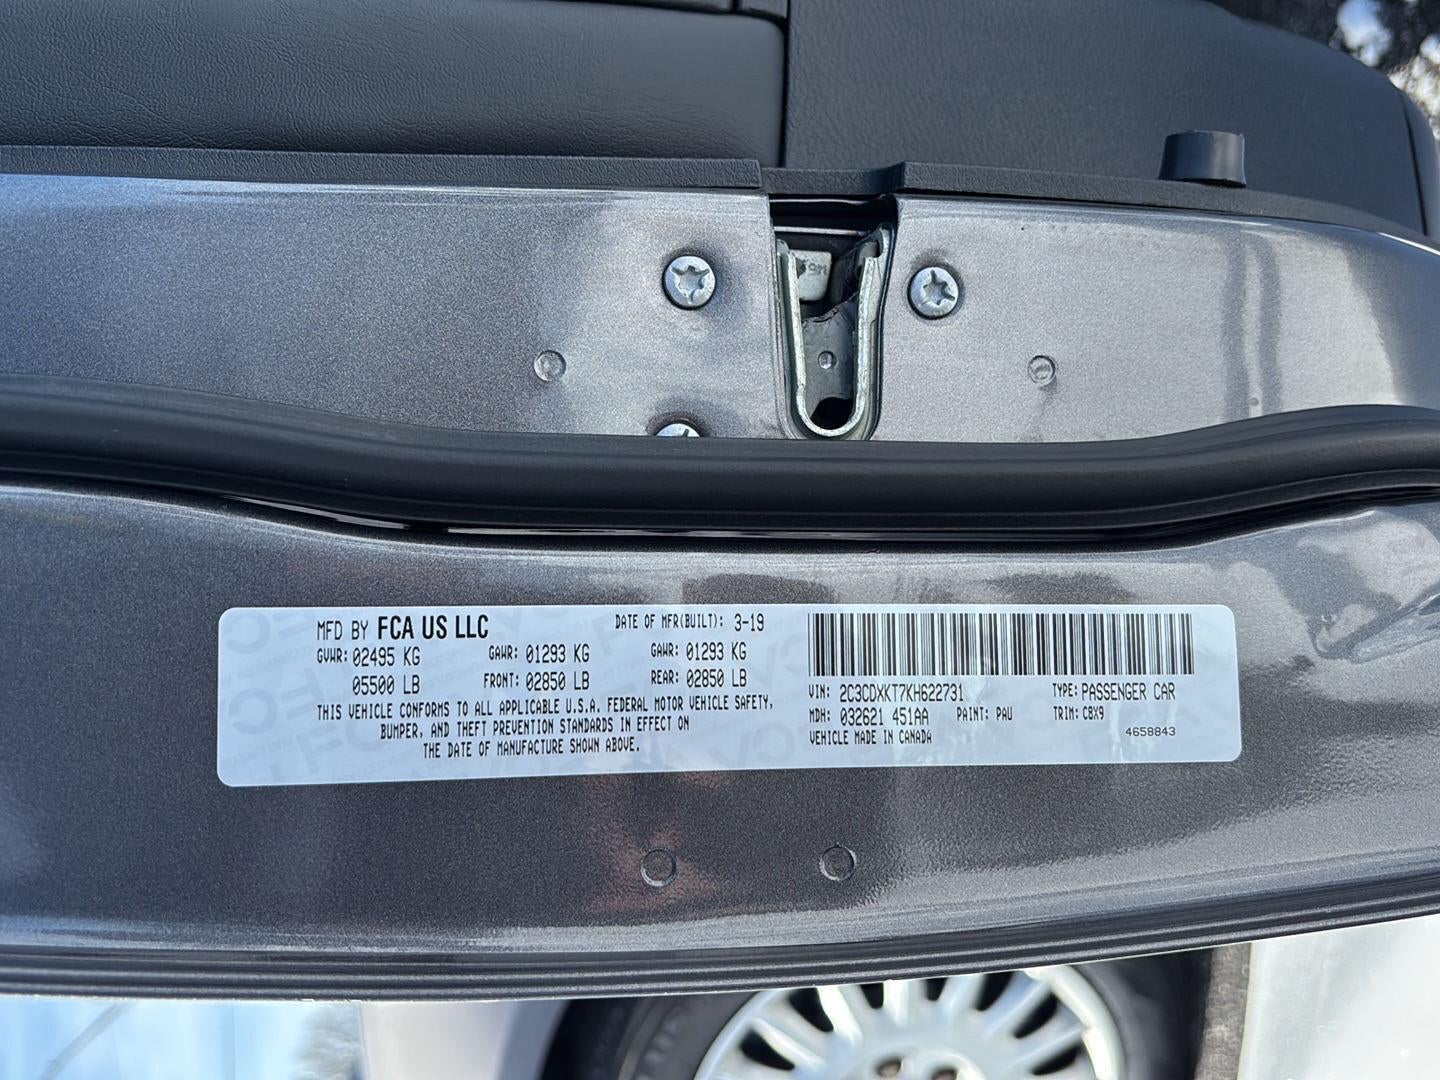 MFD BY FCA US LLC DATE OF MFR(BUILT): 3-19
GVWR: 02495 KG GAWR: 01293 KG GAWR: 01293 KG
05500 LB FRONT: 02850 LB REAR: 02850 LB
THIS VEHICLE CONFORMS TO ALL APPLICABLE U.S.A. FEDERAL MOTOR VEHICLE SAFETY,
BUMPER, AND THEFT PREVENTION STANDARDS IN EFFECT ON
THE DATE OF MANUFACTURE SHOWN ABOVE.
VIN: 2C3CDXKT7KH622731 TYPE: PASSENGER CAR
MDH: 032621 451AA PAINT: PAU TRIM: C8X9
VEHICLE MADE IN CANADA 4658843